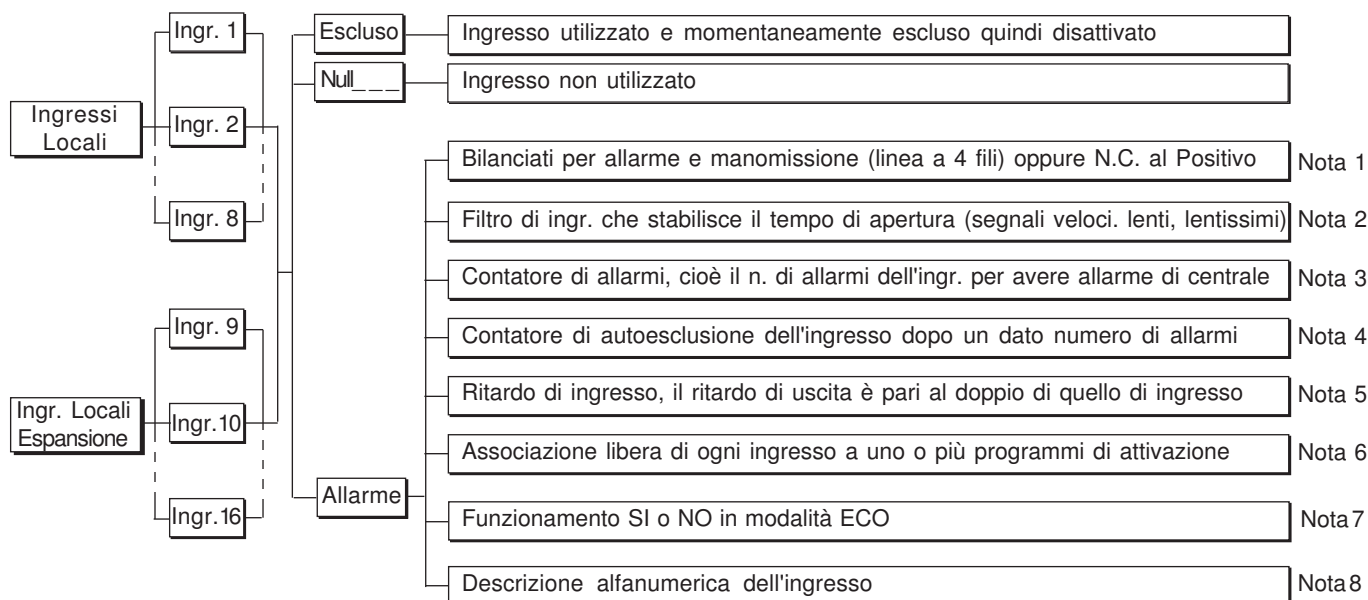 Ingressi
Locali
Ingr. 1
Ingr. 2
Ingr. 8
Ingr. Locali
Espansione
Ingr. 9
Ingr.10
Ingr.16
Escluso
Ingresso utilizzato e momentaneamente escluso quindi disattivato
Null_ _ _
Ingresso non utilizzato
Allarme
Bilanciati per allarme e manomissione (linea a 4 fili) oppure N.C. al Positivo
Nota 1
Filtro di ingr. che stabilisce il tempo di apertura (segnali veloci. lenti, lentissimi)
Nota 2
Contatore di allarmi, cioè il n. di allarmi dell'ingr. per avere allarme di centrale
Nota 3
Contatore di autoesclusione dell'ingresso dopo un dato numero di allarmi
Nota 4
Ritardo di ingresso, il ritardo di uscita è pari al doppio di quello di ingresso
Nota 5
Associazione libera di ogni ingresso a uno o più programmi di attivazione
Nota 6
Funzionamento SI o NO in modalità ECO
Nota7
Descrizione alfanumerica dell'ingresso
Nota8